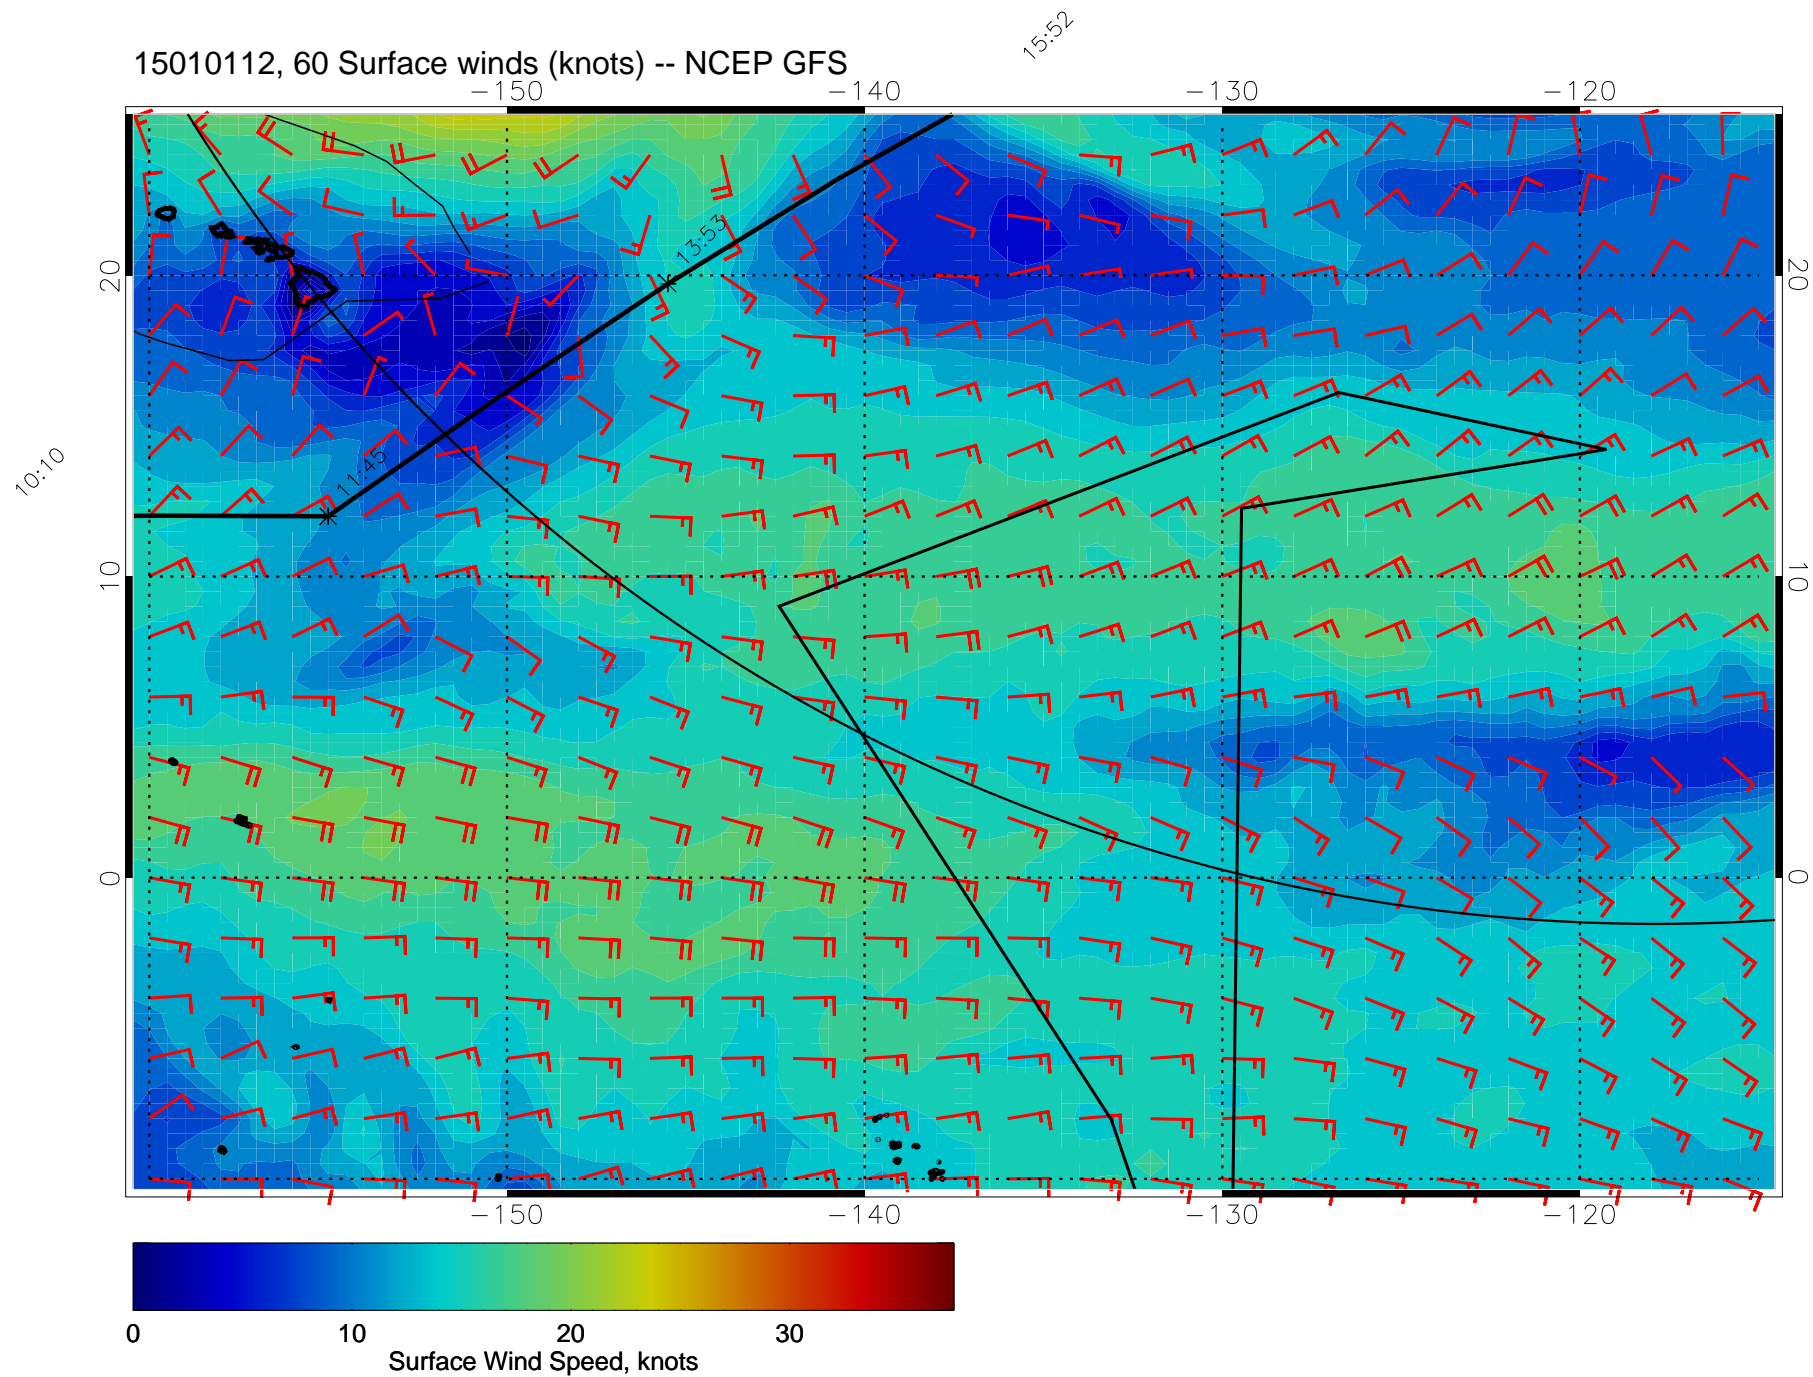 15:52
15010112, 60 Surface winds (knots) -- NCEP GFS
-150 -140 -130 -120
13:53
20 20
11:45
10:10
10 10
0 0
-150 -140 -130 -120
0 10 20 30
Surface Wind Speed, knots